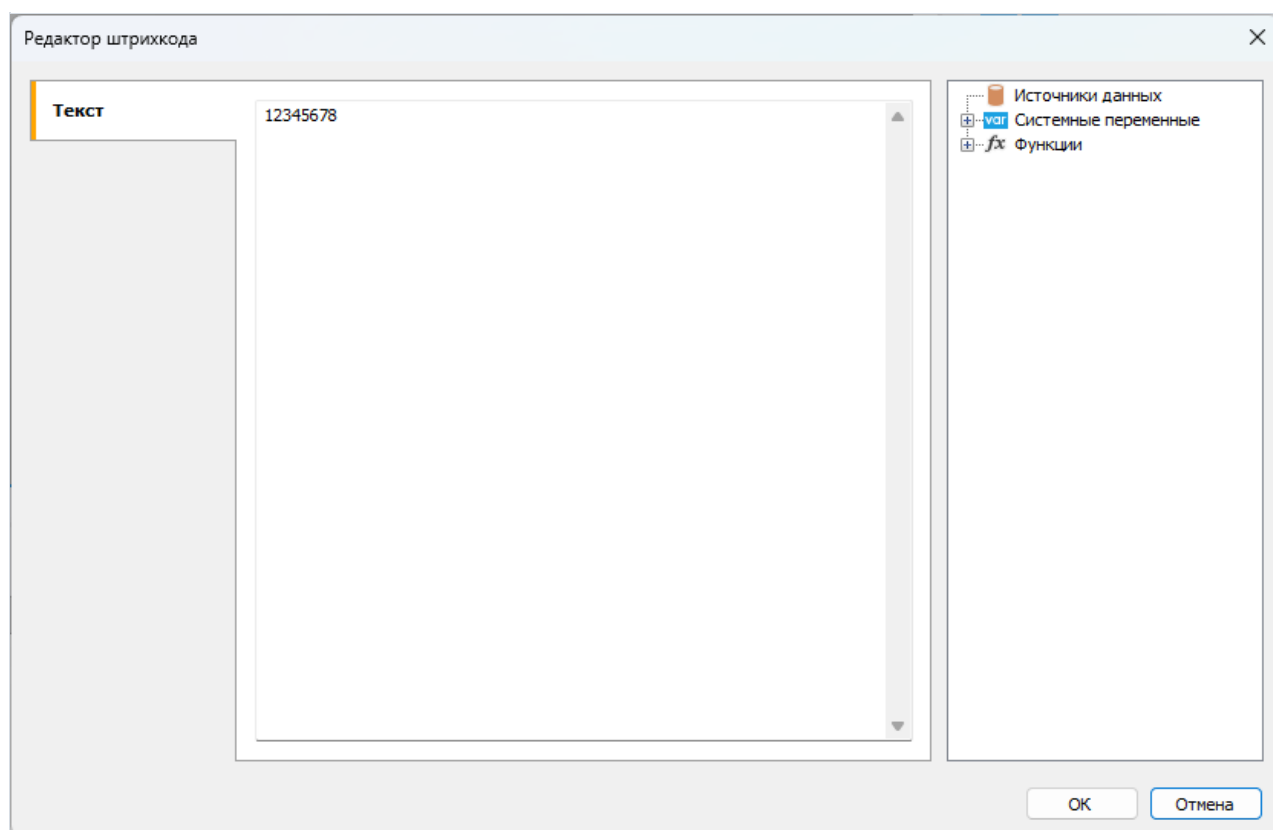 Редактор штрихкода
Текст
12345678
Источники данных
var Системные переменные
fx Функции
OK
Отмена